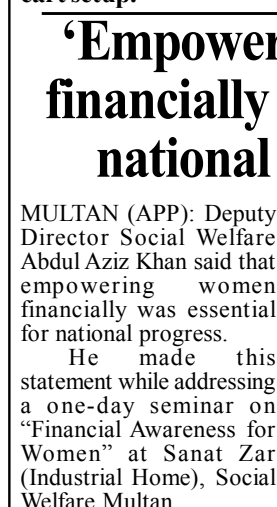 cart setup.
‘Empower
financially
national
MULTAN (APP): Deputy
Director Social Welfare
Abdul Aziz Khan said that
empowering women
financially was essential
for national progress.
He made this
statement while addressing
a one-day seminar on
“Financial Awareness for
Women” at Sanat Zar
(Industrial Home), Social
Welfare Multan